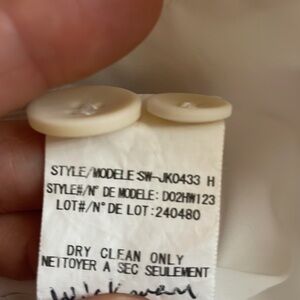 STYLE/MODELE:SW-JK0433 H
STYLE#/N° DE MODELE: D02HW123
LOT#/N° DE LOT:240480
DRY CLEAN ONLY
NETTOYER A SEC SEULEMENT